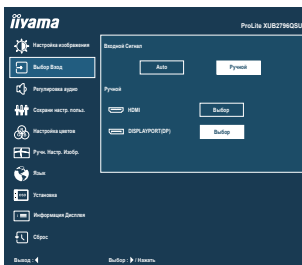 iiyama
ProLite XUB2796QSU
Настройка изображения
Выбор Вход
Регулировка аудио
Сохрани настр. польз.
Настройка цветов
Ручн. Настр. Изобр.
Язык
Установка
Информация Дисплея
Сброс
Входной Сигнал
Auto
Ручной
Ручной
HDMI
Выбор
DISPLAYPORT(DP)
Выбор
Выход :
Выбор : / Нажать